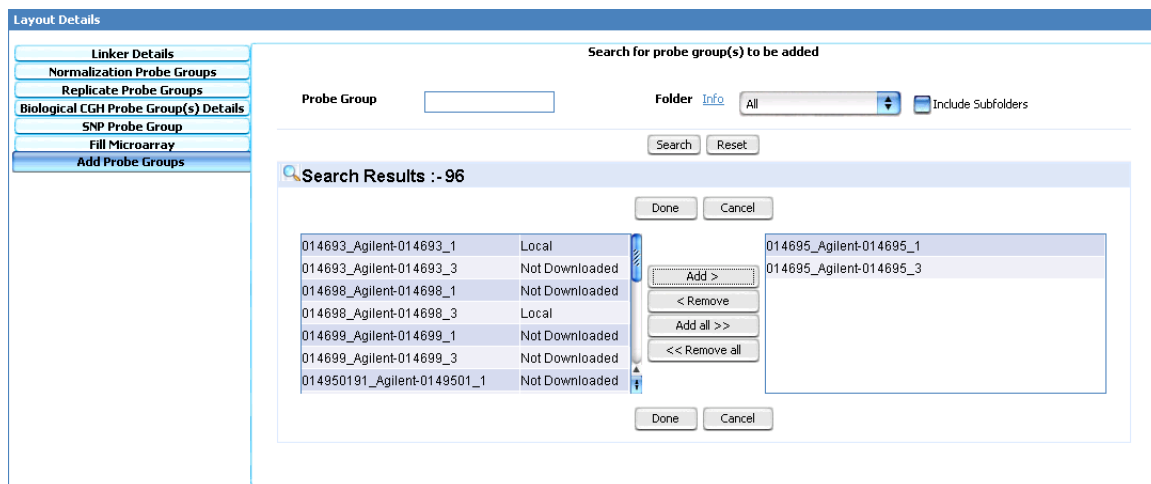 Layout Details
Linker Details
Normalization Probe Groups
Replicate Probe Groups
Biological CGH Probe Group(s) Details
SNP Probe Group
Fill Microarray
Add Probe Groups
Search for probe group(s) to be added
Probe Group Folder Info All Include Subfolders
Search Reset
Search Results :- 96
Done Cancel
014693_Agilent-014693_1 Local
014693_Agilent-014693_3 Not Downloaded
014698_Agilent-014698_1 Not Downloaded
014698_Agilent-014698_3 Local
014699_Agilent-014699_1 Not Downloaded
014699_Agilent-014699_3 Not Downloaded
014950191_Agilent-0149501_1 Not Downloaded
Add >
< Remove
Add all >>
<< Remove all
014695_Agilent-014695_1
014695_Agilent-014695_3
Done Cancel